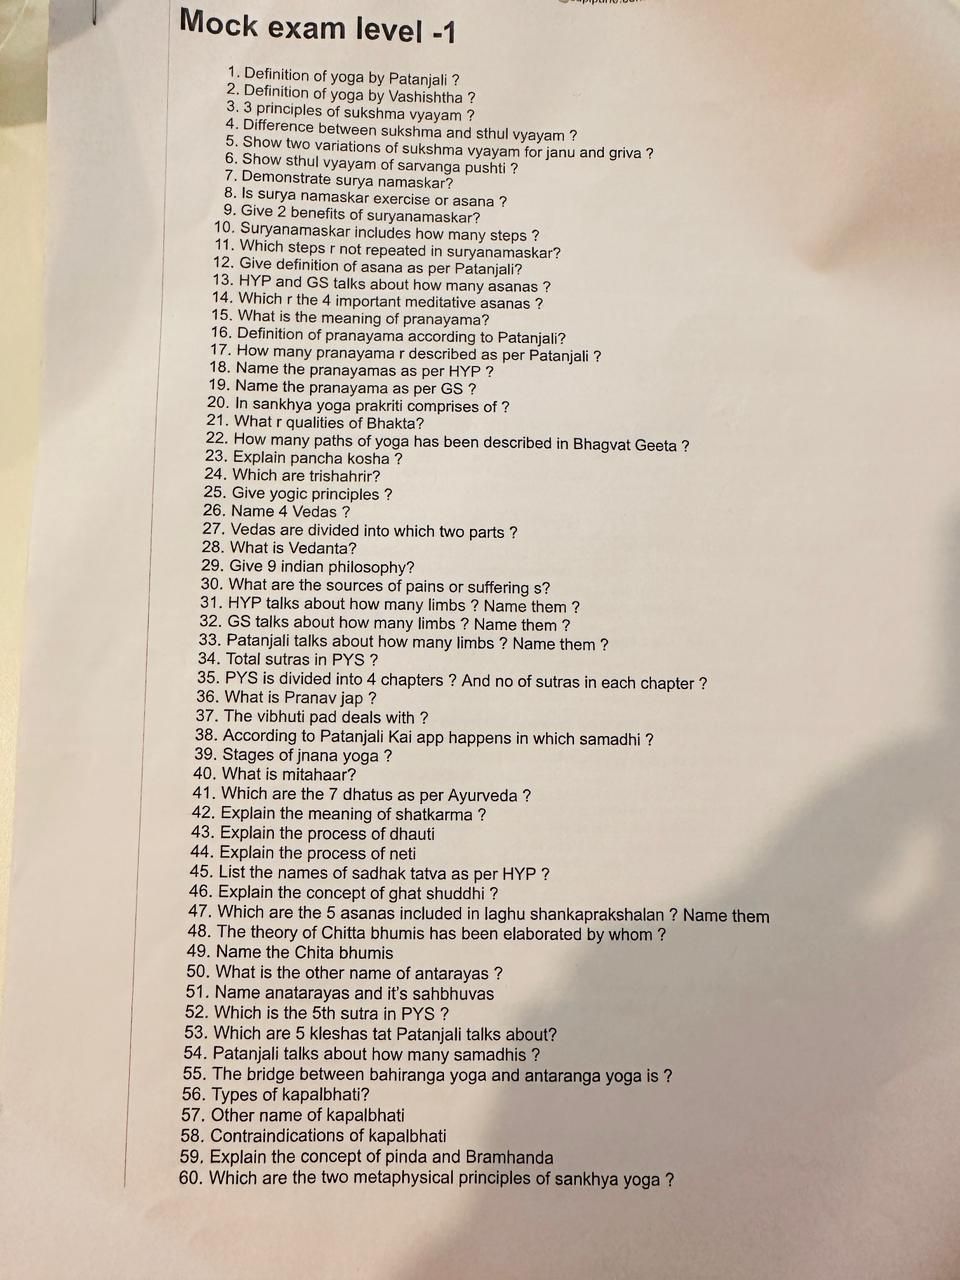 Mock exam level -1
1. Definition of yoga by Patanjali ?
2. Definition of yoga by Vashishtha ?
3. 3 principles of sukshma vyayam ?
4. Difference between sukshma and sthul vyayam ?
5. Show two variations of sukshma vyayam for janu and griva ?
6. Show sthul vyayam of sarvanga pushti ?
7. Demonstrate surya namaskar?
8. Is surya namaskar exercise or asana ?
9. Give 2 benefits of suryanamaskar?
10. Suryanamaskar includes how many steps ?
11. Which steps r not repeated in suryanamaskar?
12. Give definition of asana as per Patanjali?
13. HYP and GS talks about how many asanas ?
14. Which r the 4 important meditative asanas ?
15. What is the meaning of pranayama?
16. Definition of pranayama according to Patanjali?
17. How many pranayama r described as per Patanjali ?
18. Name the pranayamas as per HYP ?
19. Name the pranayama as per GS ?
20. In sankhya yoga prakriti comprises of ?
21. What r qualities of Bhakta?
22. How many paths of yoga has been described in Bhagvat Geeta ?
23. Explain pancha kosha ?
24. Which are trishahrir?
25. Give yogic principles ?
26. Name 4 Vedas ?
27. Vedas are divided into which two parts ?
28. What is Vedanta?
29. Give 9 indian philosophy?
30. What are the sources of pains or suffering s?
31. HYP talks about how many limbs ? Name them ?
32. GS talks about how many limbs ? Name them ?
33. Patanjali talks about how many limbs ? Name them ?
34. Total sutras in PYS ?
35. PYS is divided into 4 chapters ? And no of sutras in each chapter ?
36. What is Pranav jap ?
37. The vibhuti pad deals with ?
38. According to Patanjali Kai app happens in which samadhi ?
39. Stages of jnana yoga ?
40. What is mitahaar?
41. Which are the 7 dhatus as per Ayurveda ?
42. Explain the meaning of shatkarma ?
43. Explain the process of dhauti
44. Explain the process of neti
45. List the names of sadhak tatva as per HYP ?
46. Explain the concept of ghat shuddhi ?
47. Which are the 5 asanas included in laghu shankaprakshalan ? Name them
48. The theory of Chitta bhumis has been elaborated by whom ?
49. Name the Chita bhumis
50. What is the other name of antarayas ?
51. Name anatarayas and it's sahbhuvas
52. Which is the 5th sutra in PYS ?
53. Which are 5 kleshas tat Patanjali talks about?
54. Patanjali talks about how many samadhis ?
55. The bridge between bahiranga yoga and antaranga yoga is ?
56. Types of kapalbhati?
57. Other name of kapalbhati
58. Contraindications of kapalbhati
59. Explain the concept of pinda and Bramhanda
60. Which are the two metaphysical principles of sankhya yoga ?